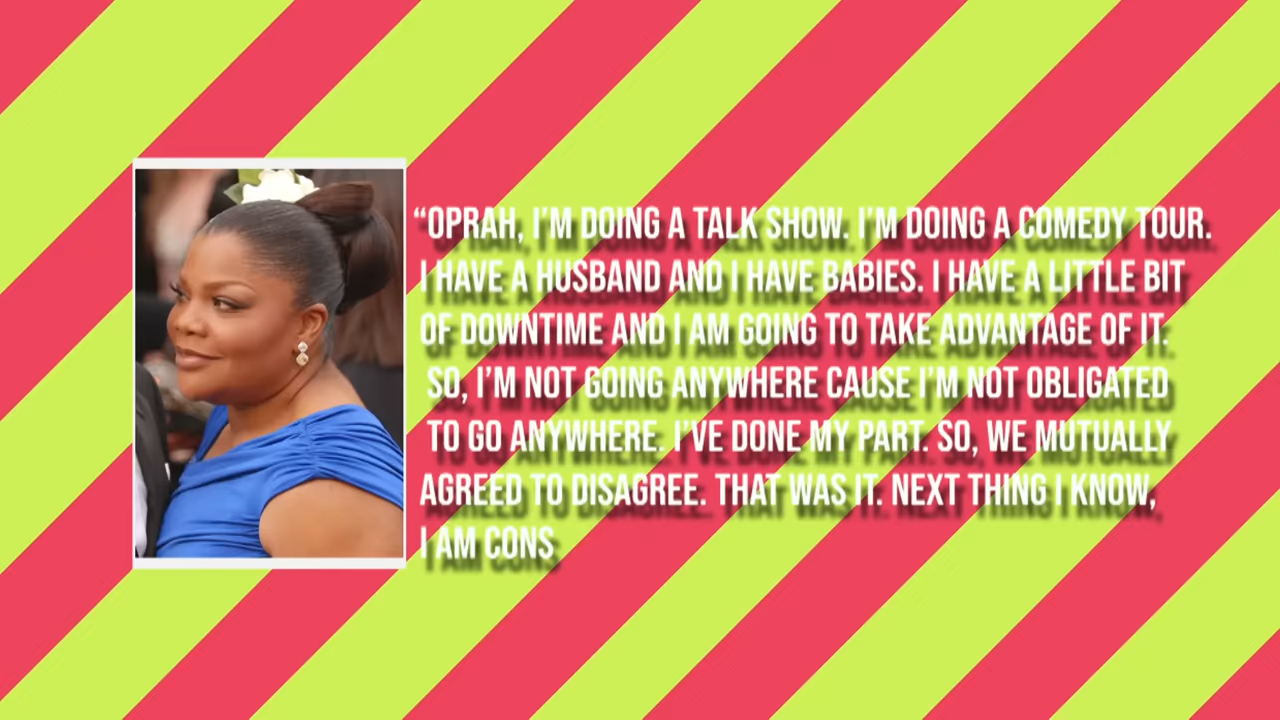 “OPRAH, I’M DOING A TALK SHOW. I’M DOING A COMEDY TOUR.
I HAVE A HUSBAND AND I HAVE BABIES. I HAVE A LITTLE BIT
OF DOWNTIME AND I AM GOING TO TAKE ADVANTAGE OF IT.
SO, I’M NOT GOING ANYWHERE CAUSE I’M NOT OBLIGATED
TO GO ANYWHERE. I’VE DONE MY PART. SO, WE MUTUALLY
AGREED TO DISAGREE. THAT WAS IT. NEXT THING I KNOW,
I AM CONS